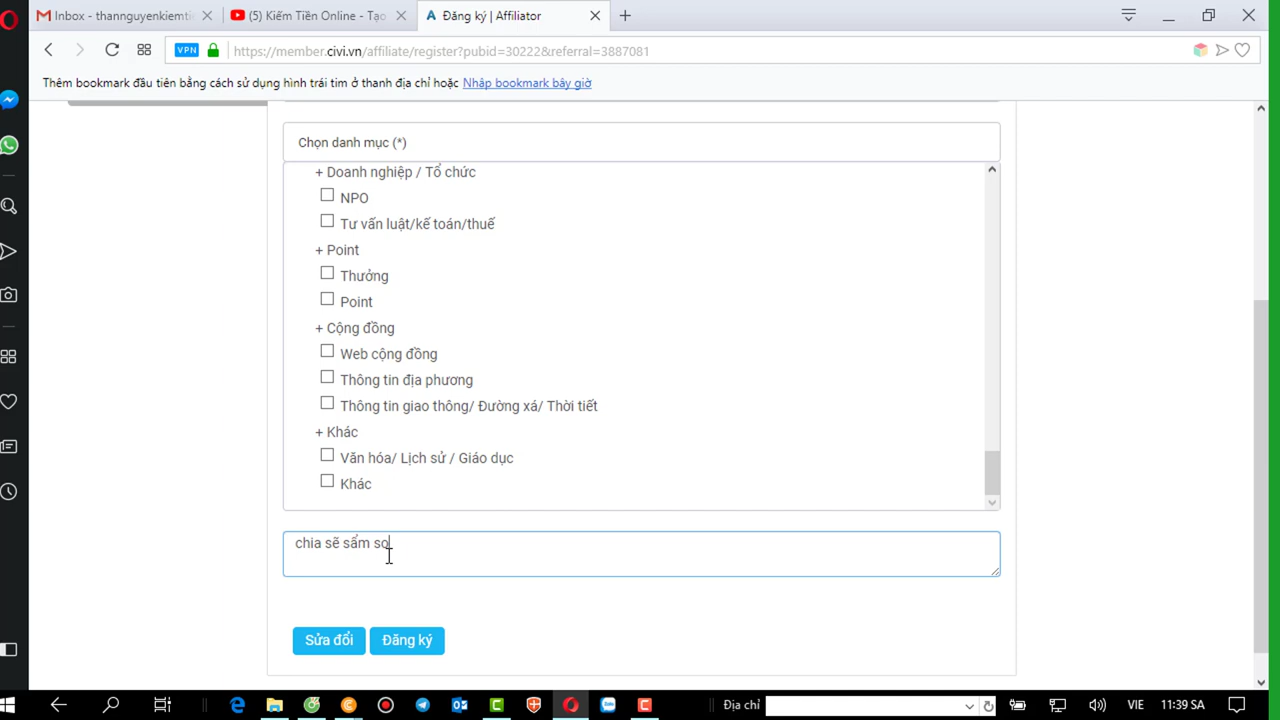 Inbox - thannguyenkiemti
(5) Kiếm Tiền Online - Tạo
Đăng ký | Affiliator
VPN
https://member.civi.vn/affiliate/register?pubid=30222&referral=3887081
Thêm bookmark đầu tiên bằng cách sử dụng hình trái tim ở thanh địa chỉ hoặc Nhập bookmark bây giờ
Chọn danh mục (*)
+ Doanh nghiệp / Tổ chức
NPO
Tư vấn luật/kế toán/thuế
+ Point
Thưởng
Point
+ Cộng đồng
Web cộng đồng
Thông tin địa phương
Thông tin giao thông/ Đường xá/ Thời tiết
+ Khác
Văn hóa/ Lịch sử / Giáo dục
Khác
chia sẽ sẩm so
Sửa đổi
Đăng ký
Địa chỉ
VIE
11:39 SA